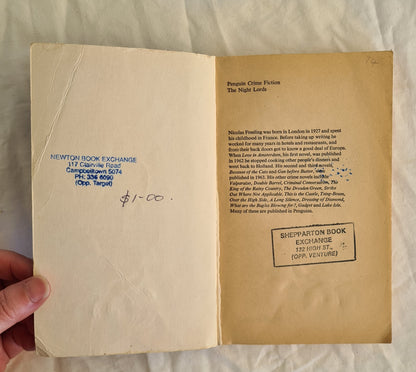 NEWTON BOOK EXCHANGE
117 Clairville Road
Campbelltown 5074
PH: 336 6090
(Opp. Target)
$1-00.
Penguin Crime Fiction
The Night Lords
Nicolas Freeling was born in London in 1927 and spent
his childhood in France. Before taking up writing he
worked for many years in hotels and restaurants, and
from their back doors got to know a good deal of Europe.
When Love in Amsterdam, his first novel, was published
in 1962 he stopped cooking other people's dinners and
went back to Holland. His second and third novels,
Because of the Cats and Gun before Butter, were
published in 1963. His other crime novels include
Valparaiso, Double Barrel, Criminal Conversation, The
King of the Rainy Country, The Dresden Green, Strike
Out Where Not Applicable, This is the Castle, Tsing-Boum,
Over the High Side, A Long Silence, Dressing of Diamond,
What are the Bugles Blowing for?, Gadget and Lake Isle.
Many of these are published in Penguins.
SHEPPARTON BOOK
EXCHANGE
132 HIGH ST.,
(OPP. VENTURE)